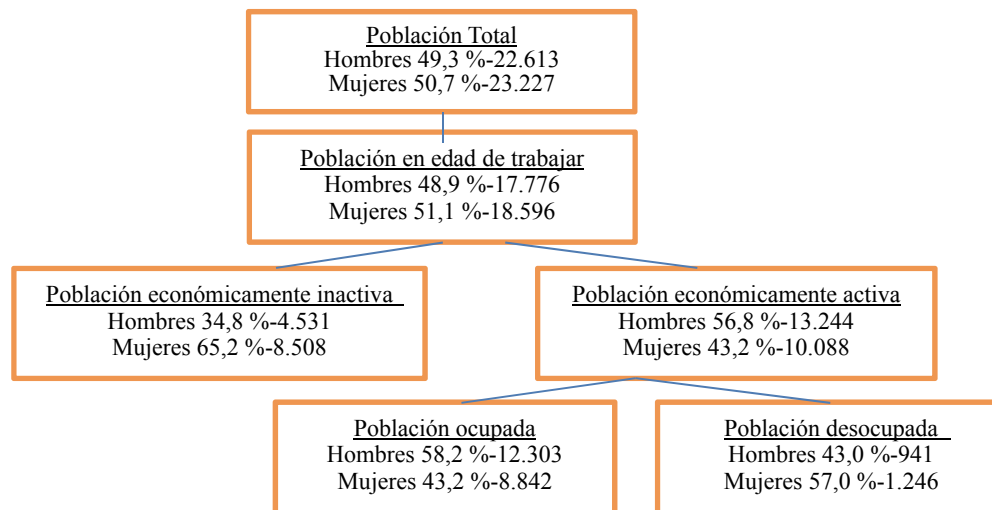 Población Total
Hombres 49,3 %-22.613
Mujeres 50,7 %-23.227
Población en edad de trabajar
Hombres 48,9 %-17.776
Mujeres 51,1 %-18.596
Población económicamente inactiva
Hombres 34,8 %-4.531
Mujeres 65,2 %-8.508
Población económicamente activa
Hombres 56,8 %-13.244
Mujeres 43,2 %-10.088
Población ocupada
Hombres 58,2 %-12.303
Mujeres 43,2 %-8.842
Población desocupada
Hombres 43,0 %-941
Mujeres 57,0 %-1.246